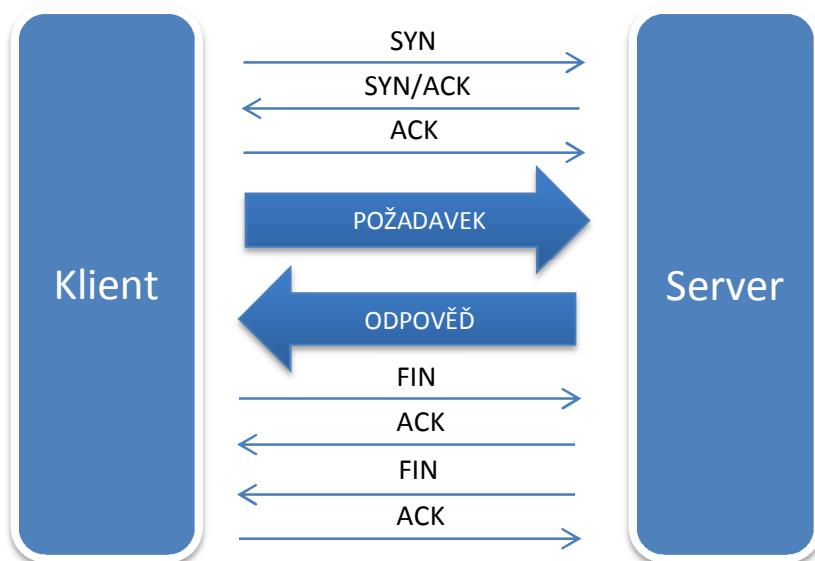 SYN
SYN/ACK
ACK
POŽADAVEK
Klient
Server
ODPOVĚĎ
FIN
ACK
FIN
ACK